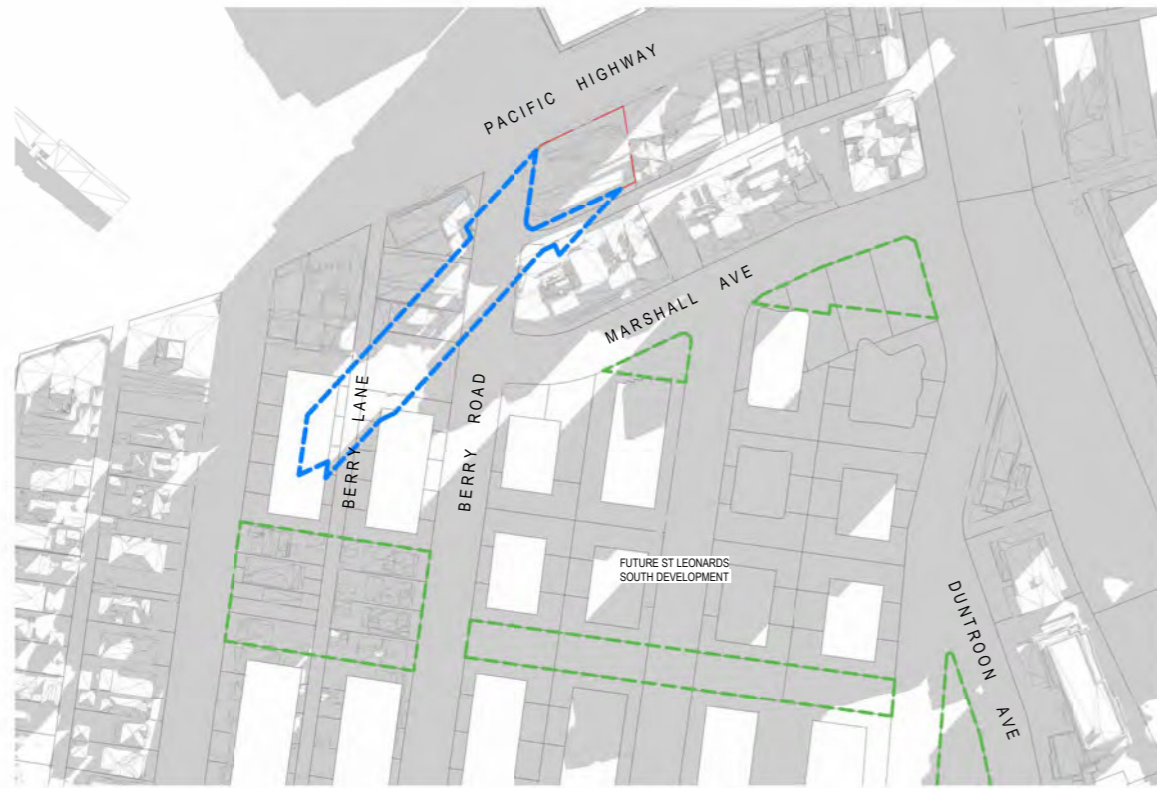 PACIFIC HIGHWAY
MARSHALL AVE
BERRY LANE
BERRY ROAD
FUTURE ST LEONARDS
SOUTH DEVELOPMENT
DUNTROON AVE